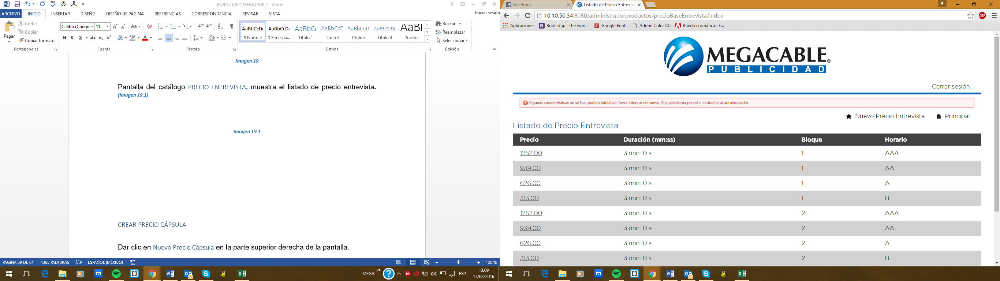 INVENTARIO MEGACABLE - Word
ARCHIVO INICIO INSERTAR DISEÑO DISEÑO DE PÁGINA REFERENCIAS CORRESPONDENCIA REVISAR VISTA Iniciar sesión
Pegar
Cortar
Copiar
Copiar formato
Portapapeles
Calibri (Cuerpo 11
N K S abc x₂ x²
Fuente
Párrafo
AaBbCcDc AaBbCcDc AaBbC( AaBbCcE AaBbCcD AaBbCcDc AaBl
¶ Normal ¶ Sin espa... Título 1 Título 2 Título 3 Título 4 Puesto
Estilos
Buscar
Reemplazar
Seleccionar
Edición
Imagen 19
Pantalla del catálogo PRECIO ENTREVISTA, muestra el listado de precio entrevista.
(Imagen 19.1)
Imagen 19.1
CREAR PRECIO CÁPSULA
Dar clic en Nuevo Precio Cápsula en la parte superior derecha de la pantalla.
PÁGINA 59 DE 61 4365 PALABRAS ESPAÑOL (MÉXICO) 120 %
MEGA » ESP 13:09
17/02/2016
Facebook
Listado de Precio Entrevist
10.10.50.34:8080/administradorproductos/precioBaseEntrevista/index
ABP
Aplicaciones Bootstrap · The worl... Google Fonts Adobe Color CC Rueda cromática | E...
MEGACABLE®
PUBLICIDAD
Cerrar sesión
Algunas características no se han podido inicializar, favor intentar de nuevo. Si el problema persiste, contactar al administrador.
Nuevo Precio Entrevista Principal
Listado de Precio Entrevista
Precio Duración (mm:ss) Bloque Horario
1252.00 3 min: 0 s 1 AAA
939.00 3 min: 0 s 1 AA
626.00 3 min: 0 s 1 A
313.00 3 min: 0 s 1 B
1252.00 3 min: 0 s 2 AAA
939.00 3 min: 0 s 2 AA
626.00 3 min: 0 s 2 A
313.00 3 min: 0 s 2 B